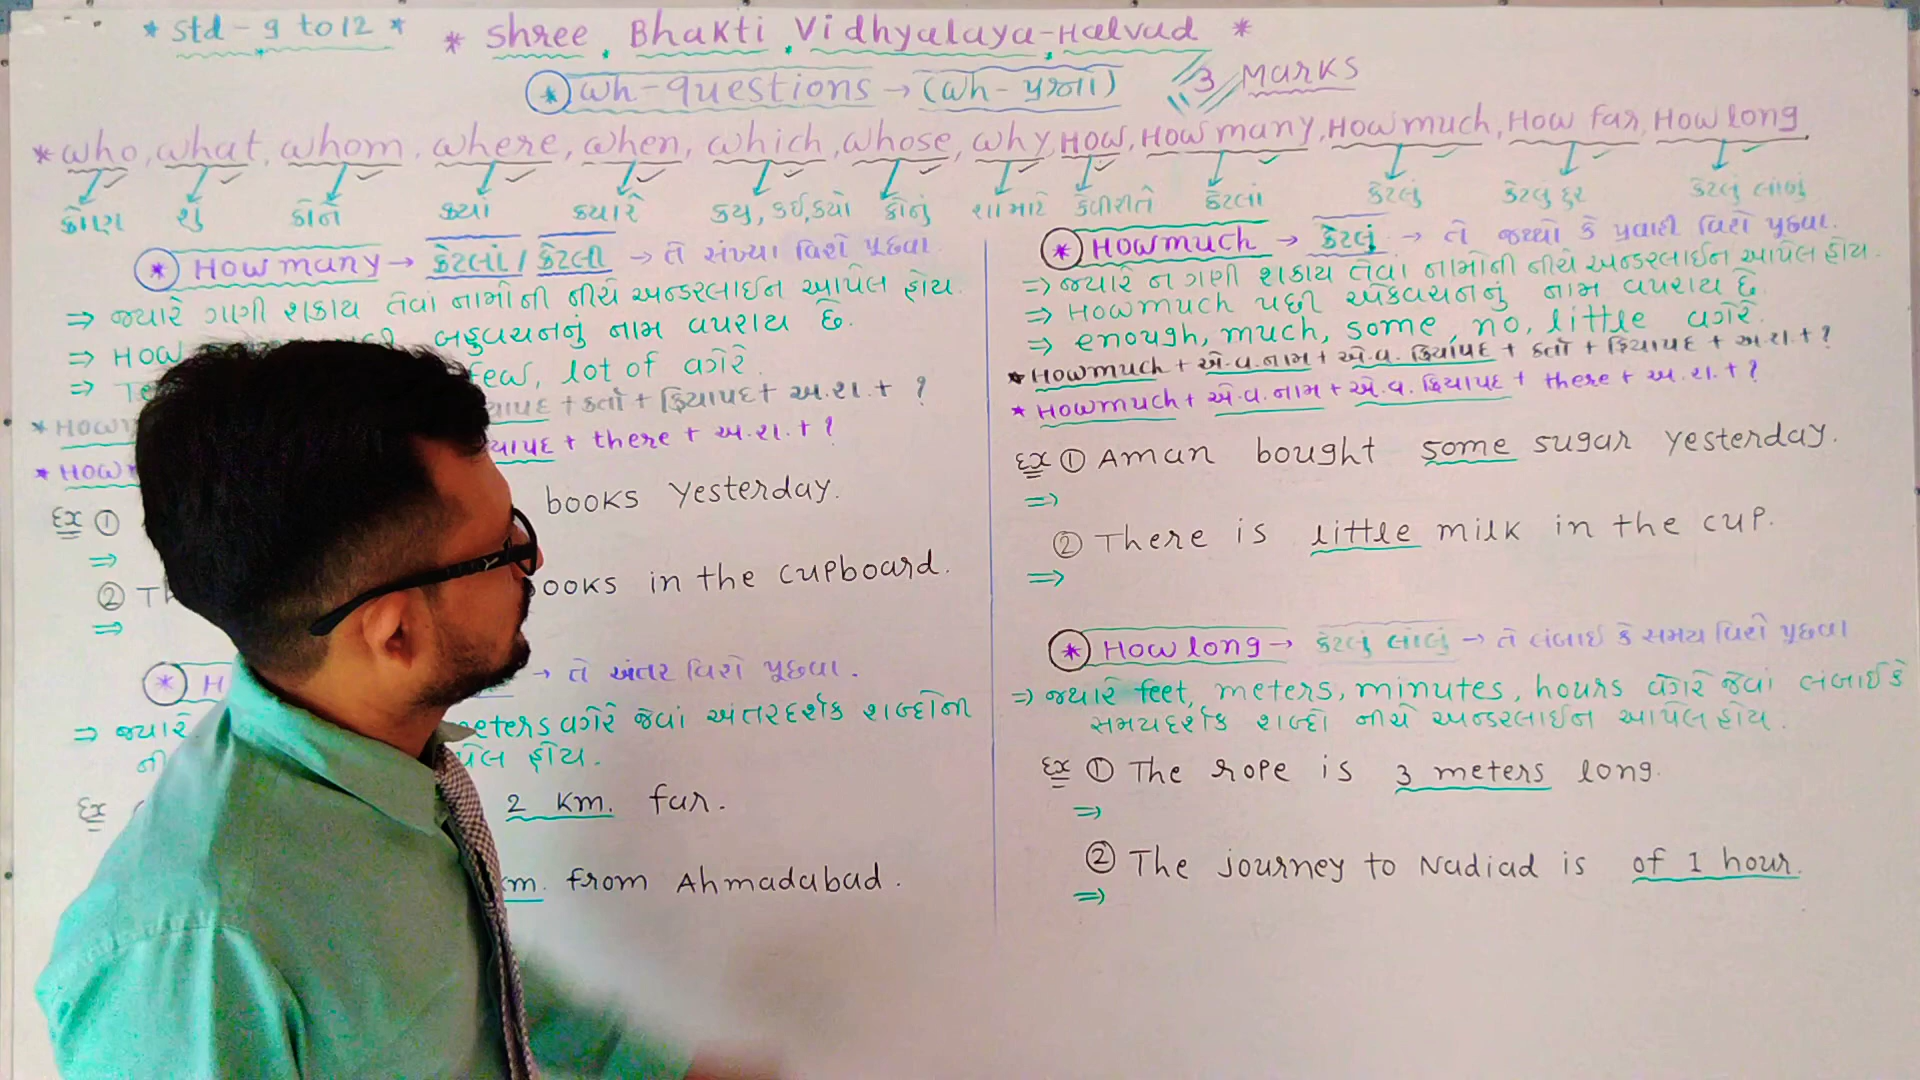 * Std - 9 to 12 *
* Shree Bhakti Vidhyalaya-Halvad *
* Wh-questions → (Wh- પ્રશ્નો)
3 Marks
* Who, What, Whom, Where, When, Which, Whose, Why, How, How many, How much, How far, How long
કોણ શું કોને ક્યાં ક્યારે કયુ, કઈ, કયો કોનું શા માટે કેવી રીતે કેટલાં કેટલું કેટલું દુર કેટલું લાંબું
* How many → કેટલાં / કેટલી → તે સંખ્યા વિશે પૂછવા
⇒ જ્યારે ગણી શકાય તેવા નામોની નીચે અન્ડરલાઈન આપેલ હોય.
⇒ How બહુવચનનું નામ વપરાય છે.
⇒ few, lot of વગેરે.
* How + કર્તા + ક્રિયાપદ + અ.શ. + ?
* How + there + અ.શ. + ?
Ex ① books yesterday.
⇒
② books in the cupboard.
⇒
* H → તે અંતર વિશે પૂછવા.
⇒ જ્યારે meters વગેરે જેવાં અંતરદર્શક શબ્દોની
ની હોય.
Ex 2 km. far.
km. from Ahmadabad.
* How much → કેટલું → તે જથ્થો કે પ્રવાહી વિશે પૂછવા.
⇒ જ્યારે ન ગણી શકાય તેવા નામોની નીચે અન્ડરલાઈન આપેલ હોય.
⇒ How much પછી એકવચનનું નામ વપરાય છે
⇒ enough, much, some, no, little વગેરે.
* How much + એ.વ. નામ + એ.વ. ક્રિયાપદ + કર્તા + ક્રિયાપદ + અ.શ. + ?
* How much + એ.વ. નામ + એ.વ. ક્રિયાપદ + there + અ.શ. + ?
Ex ① Aman bought some sugar yesterday.
⇒
② There is little milk in the cup.
⇒
* How long → કેટલું લાંબું → તે લંબાઈ કે સમય વિશે પૂછવા
⇒ જ્યારે feet, meters, minutes, hours વગેરે જેવાં લંબાઈ કે
સમયદર્શક શબ્દો નીચે અન્ડરલાઈન આપેલ હોય.
Ex ① The rope is 3 meters long.
⇒
② The journey to Nadiad is of 1 hour.
⇒